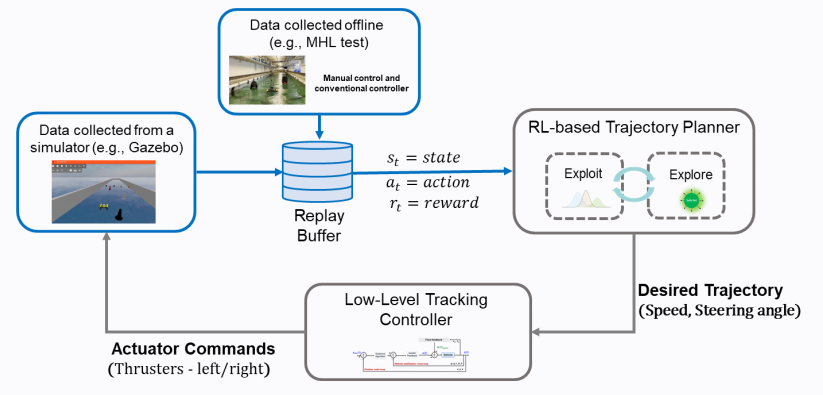 Data collected offline
(e.g., MHL test)
Manual control and
conventional controller
Data collected from a
simulator (e.g., Gazebo)
Replay
Buffer
s_t = state
a_t = action
r_t = reward
RL-based Trajectory Planner
Exploit
Explore
Desired Trajectory
(Speed, Steering angle)
Low-Level Tracking
Controller
Actuator Commands
(Thrusters - left/right)